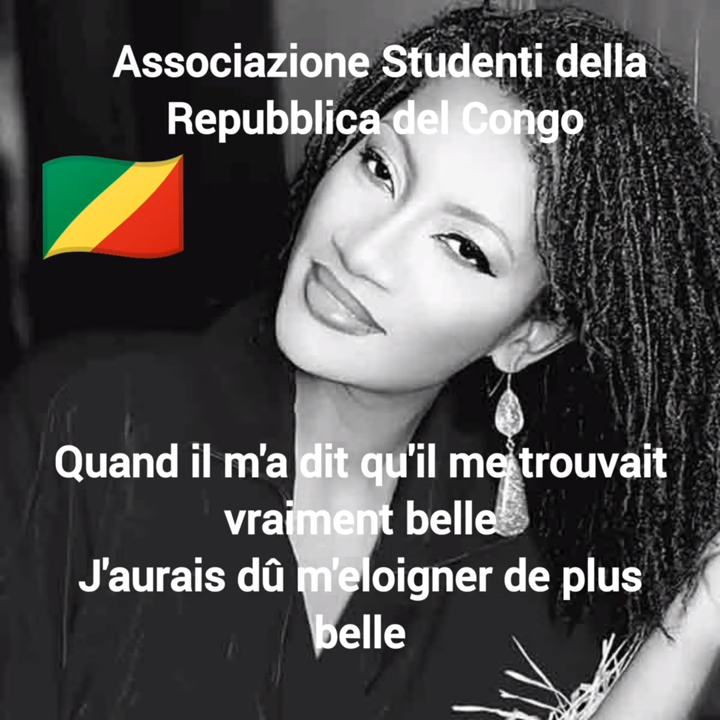 Associazione Studenti della
Repubblica del Congo
Quand il m'a dit qu'il me trouvait
vraiment belle
J'aurais dû m'eloigner de plus
belle